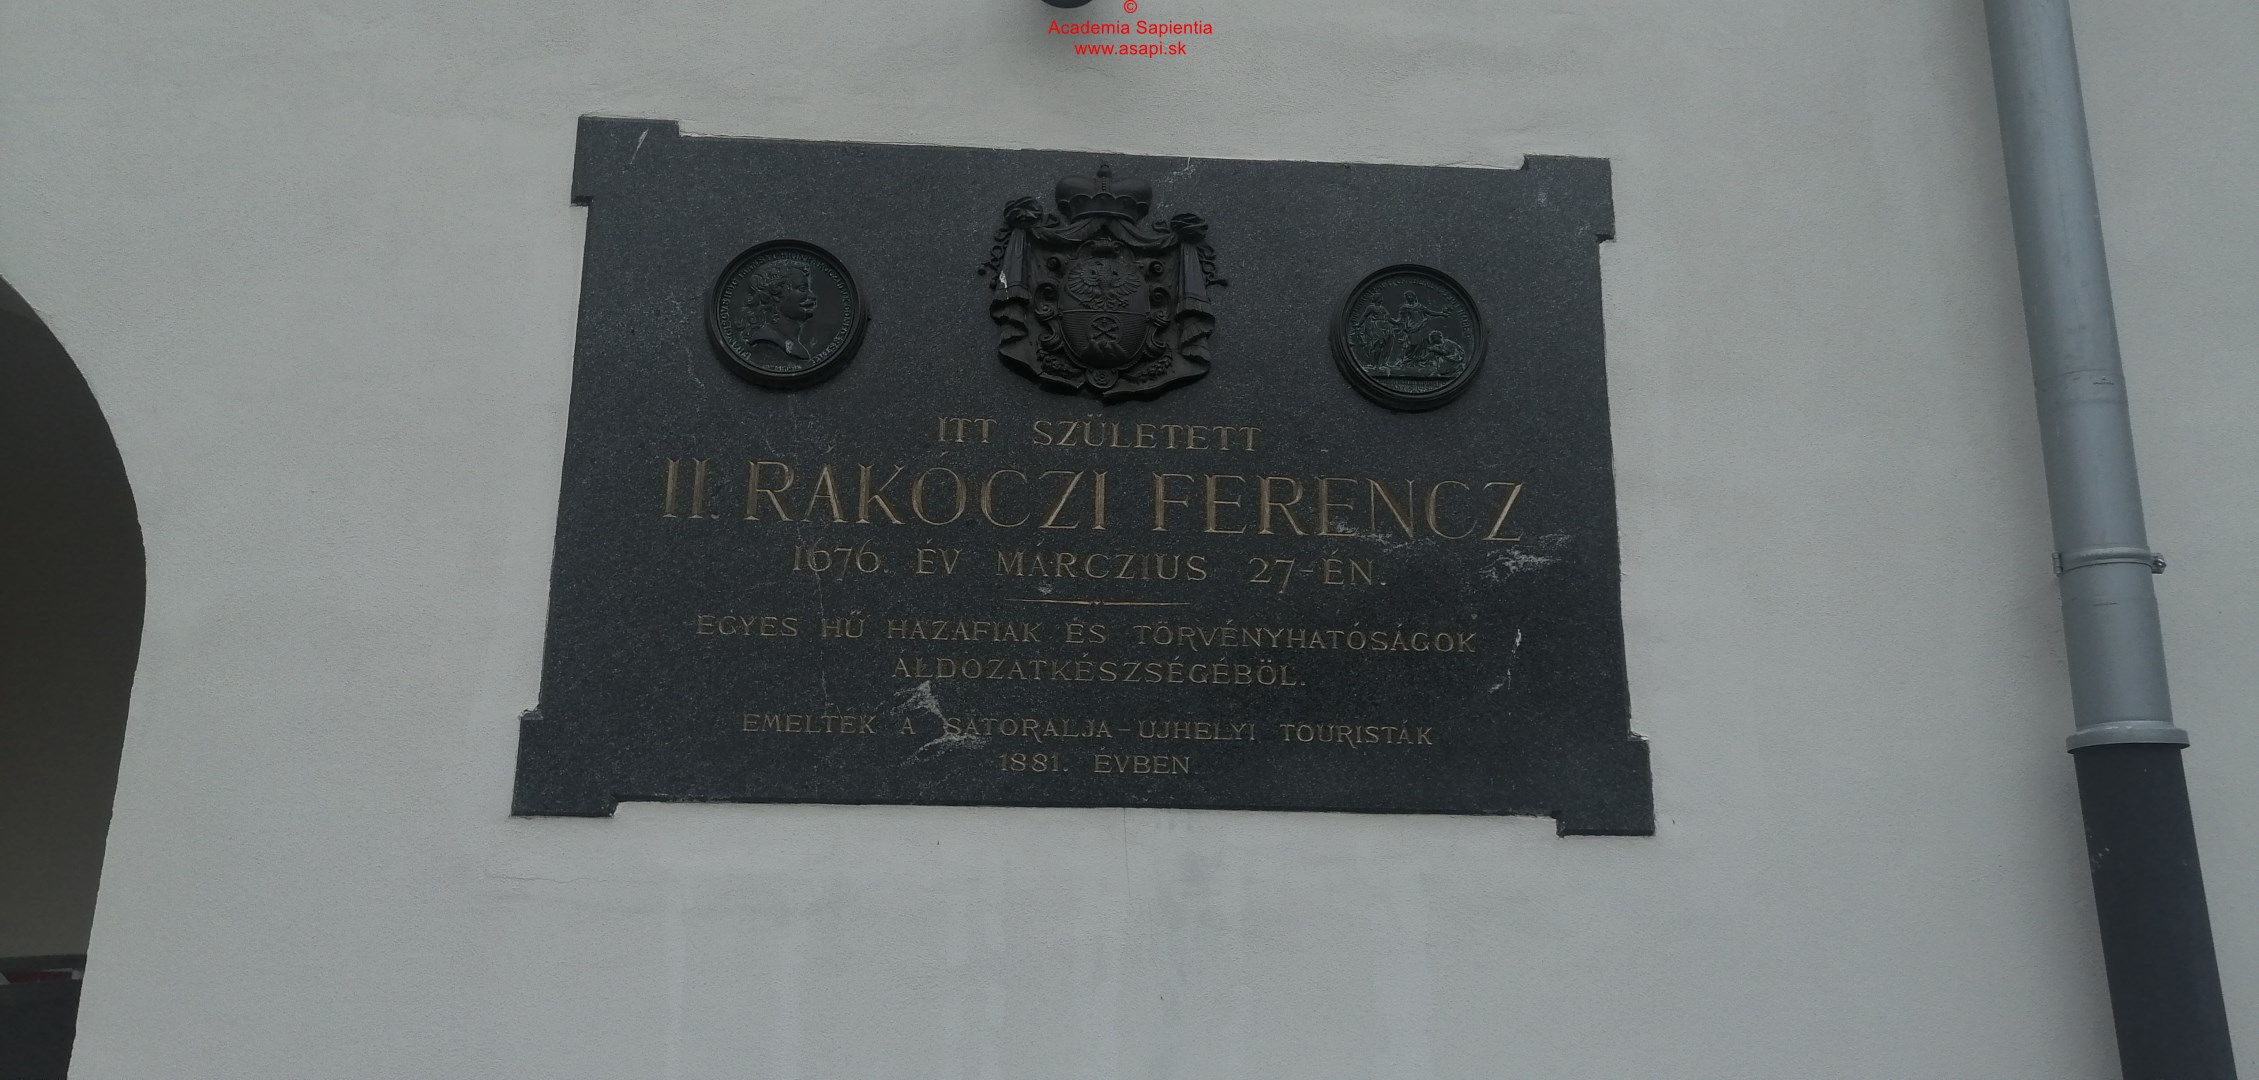 ©
Academia Sapientia
www.asapi.sk
ITT SZÜLETETT
II. RÁKÓCZI FERENCZ
1676. ÉV MÁRCZIUS 27-ÉN.
EGYES HŰ HAZAFIAK ÉS TÖRVÉNYHATÓSÁGOK
ÁLDOZATKÉSZSÉGÉBÖL.
EMELTÉK A SÁTORALJA-UJHELYI TOURISTÁK
1881. ÉVBEN